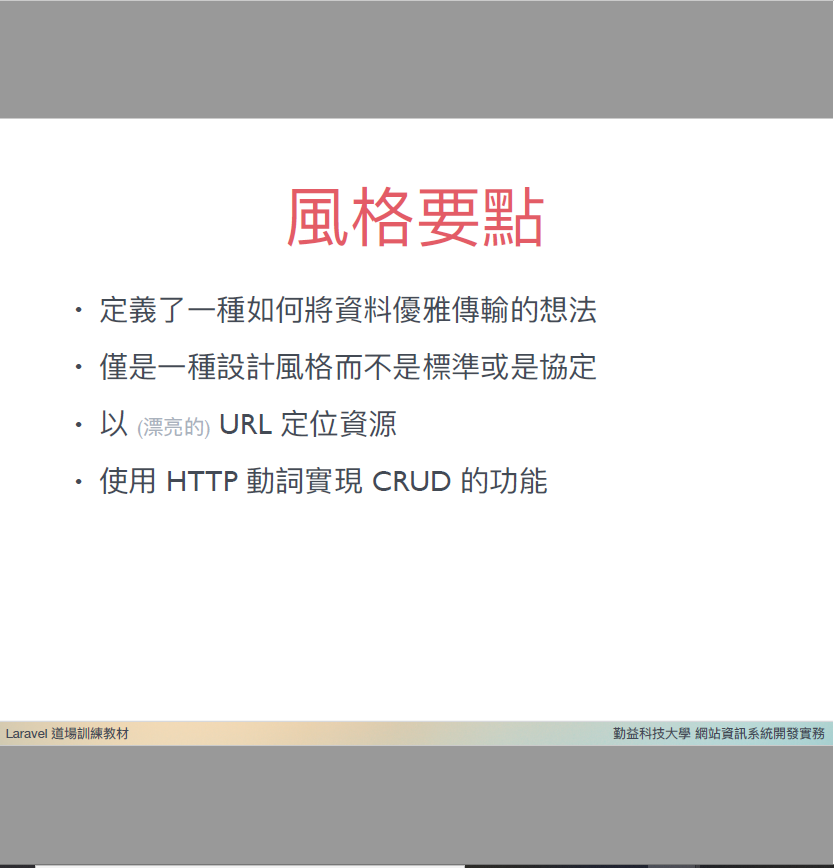 風格要點
• 定義了一種如何將資料優雅傳輸的想法
• 僅是一種設計風格而不是標準或是協定
• 以 (漂亮的) URL 定位資源
• 使用 HTTP 動詞實現 CRUD 的功能
Laravel 道場訓練教材
勤益科技大學 網站資訊系統開發實務